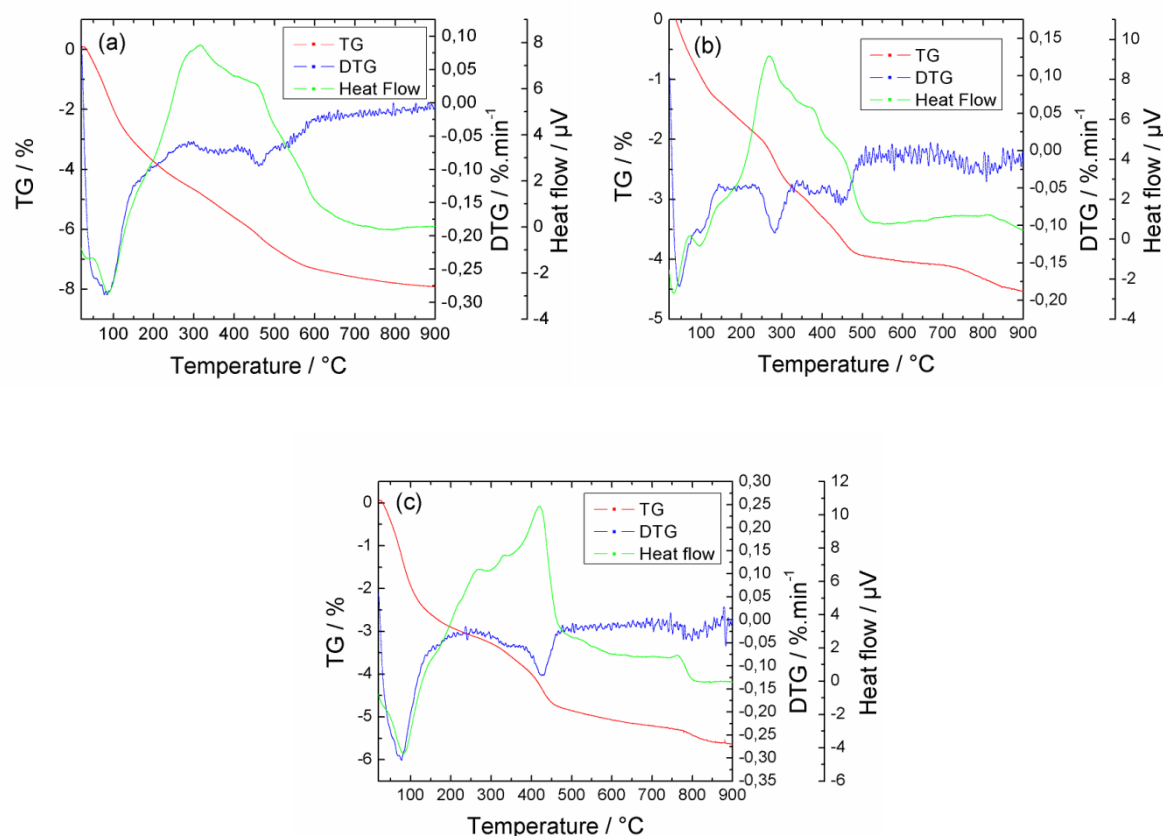 (a)
TG
DTG
Heat Flow
TG / %
0
-2
-4
-6
-8
100 200 300 400 500 600 700 800 900
Temperature / °C
0,10
0,05
0,00
-0,05
-0,10
-0,15
-0,20
-0,25
-0,30
DTG / %.min⁻¹
8
6
4
2
0
-2
-4
Heat flow / µV
(b)
TG
DTG
Heat Flow
TG / %
0
-1
-2
-3
-4
-5
100 200 300 400 500 600 700 800 900
Temperature / °C
0,15
0,10
0,05
0,00
-0,05
-0,10
-0,15
-0,20
DTG / %.min⁻¹
10
8
6
4
2
0
-2
-4
Heat flow / µV
(c)
TG
DTG
Heat flow
TG / %
0
-1
-2
-3
-4
-5
-6
100 200 300 400 500 600 700 800 900
Temperature / °C
0,30
0,25
0,20
0,15
0,10
0,05
0,00
-0,05
-0,10
-0,15
-0,20
-0,25
-0,30
-0,35
DTG / %.min⁻¹
12
10
8
6
4
2
0
-2
-4
-6
Heat flow / µV